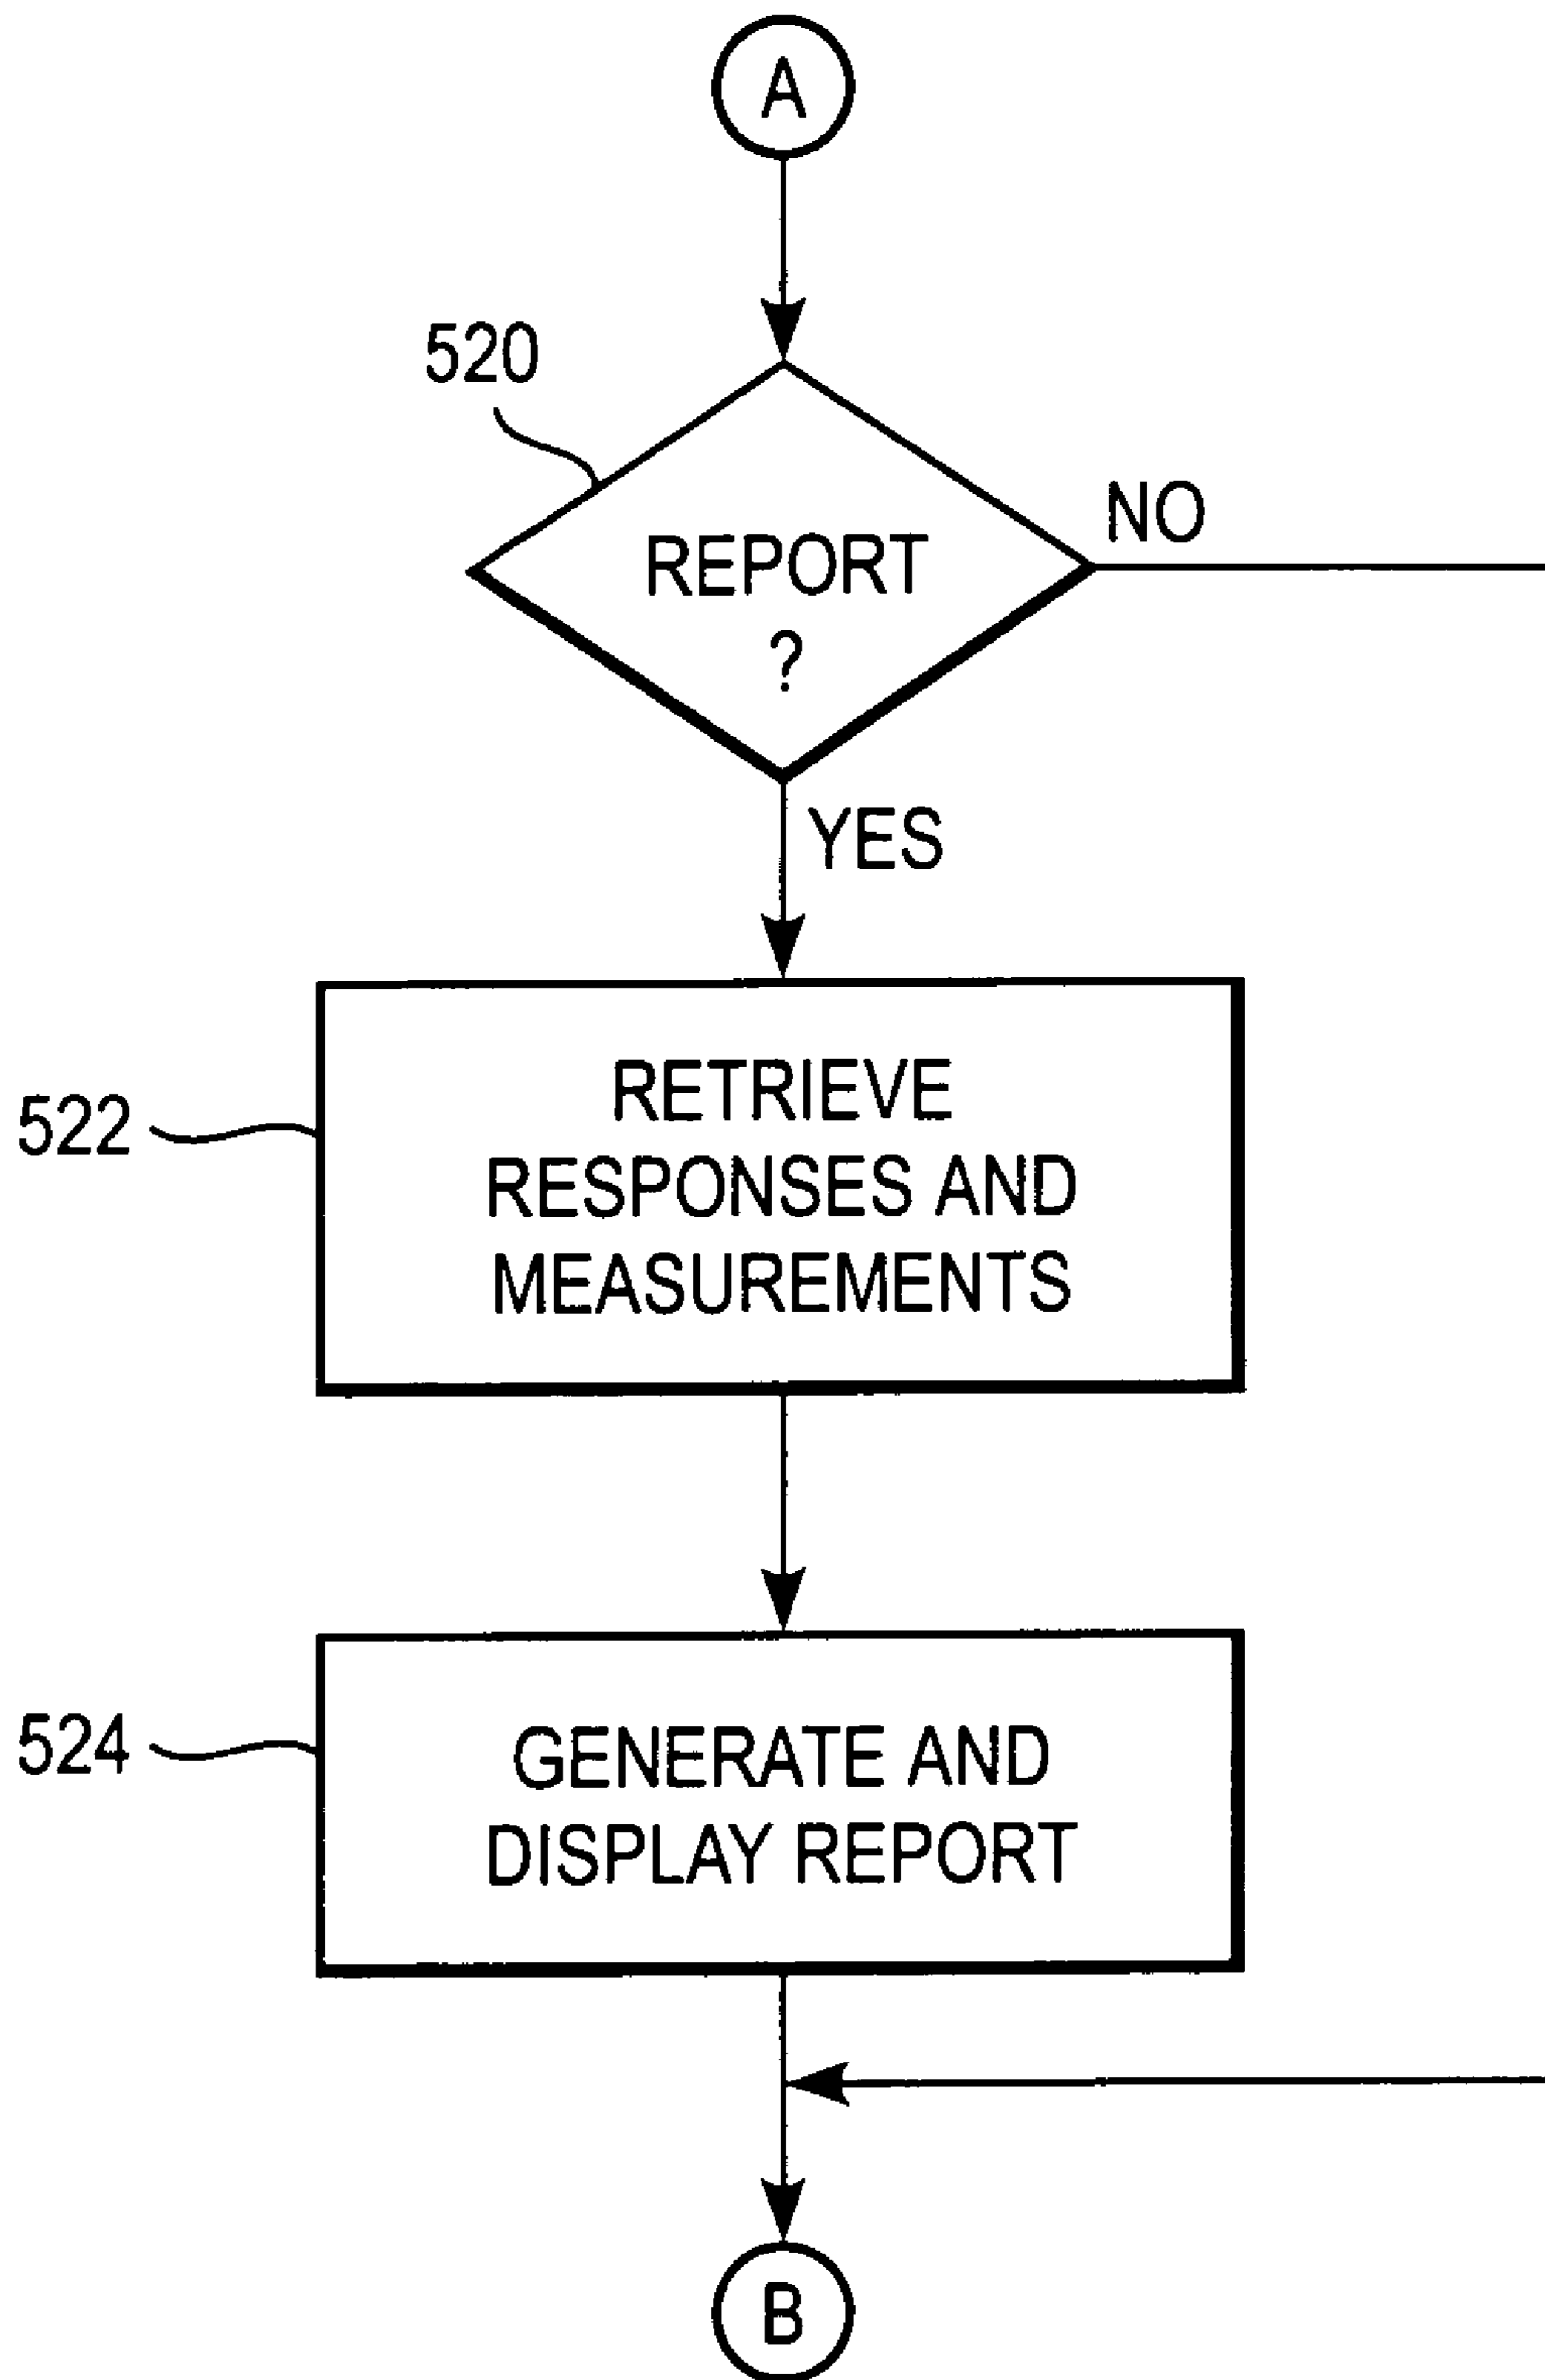 A
520
REPORT
?
NO
YES
522
RETRIEVE
RESPONSES AND
MEASUREMENTS
524
GENERATE AND
DISPLAY REPORT
B